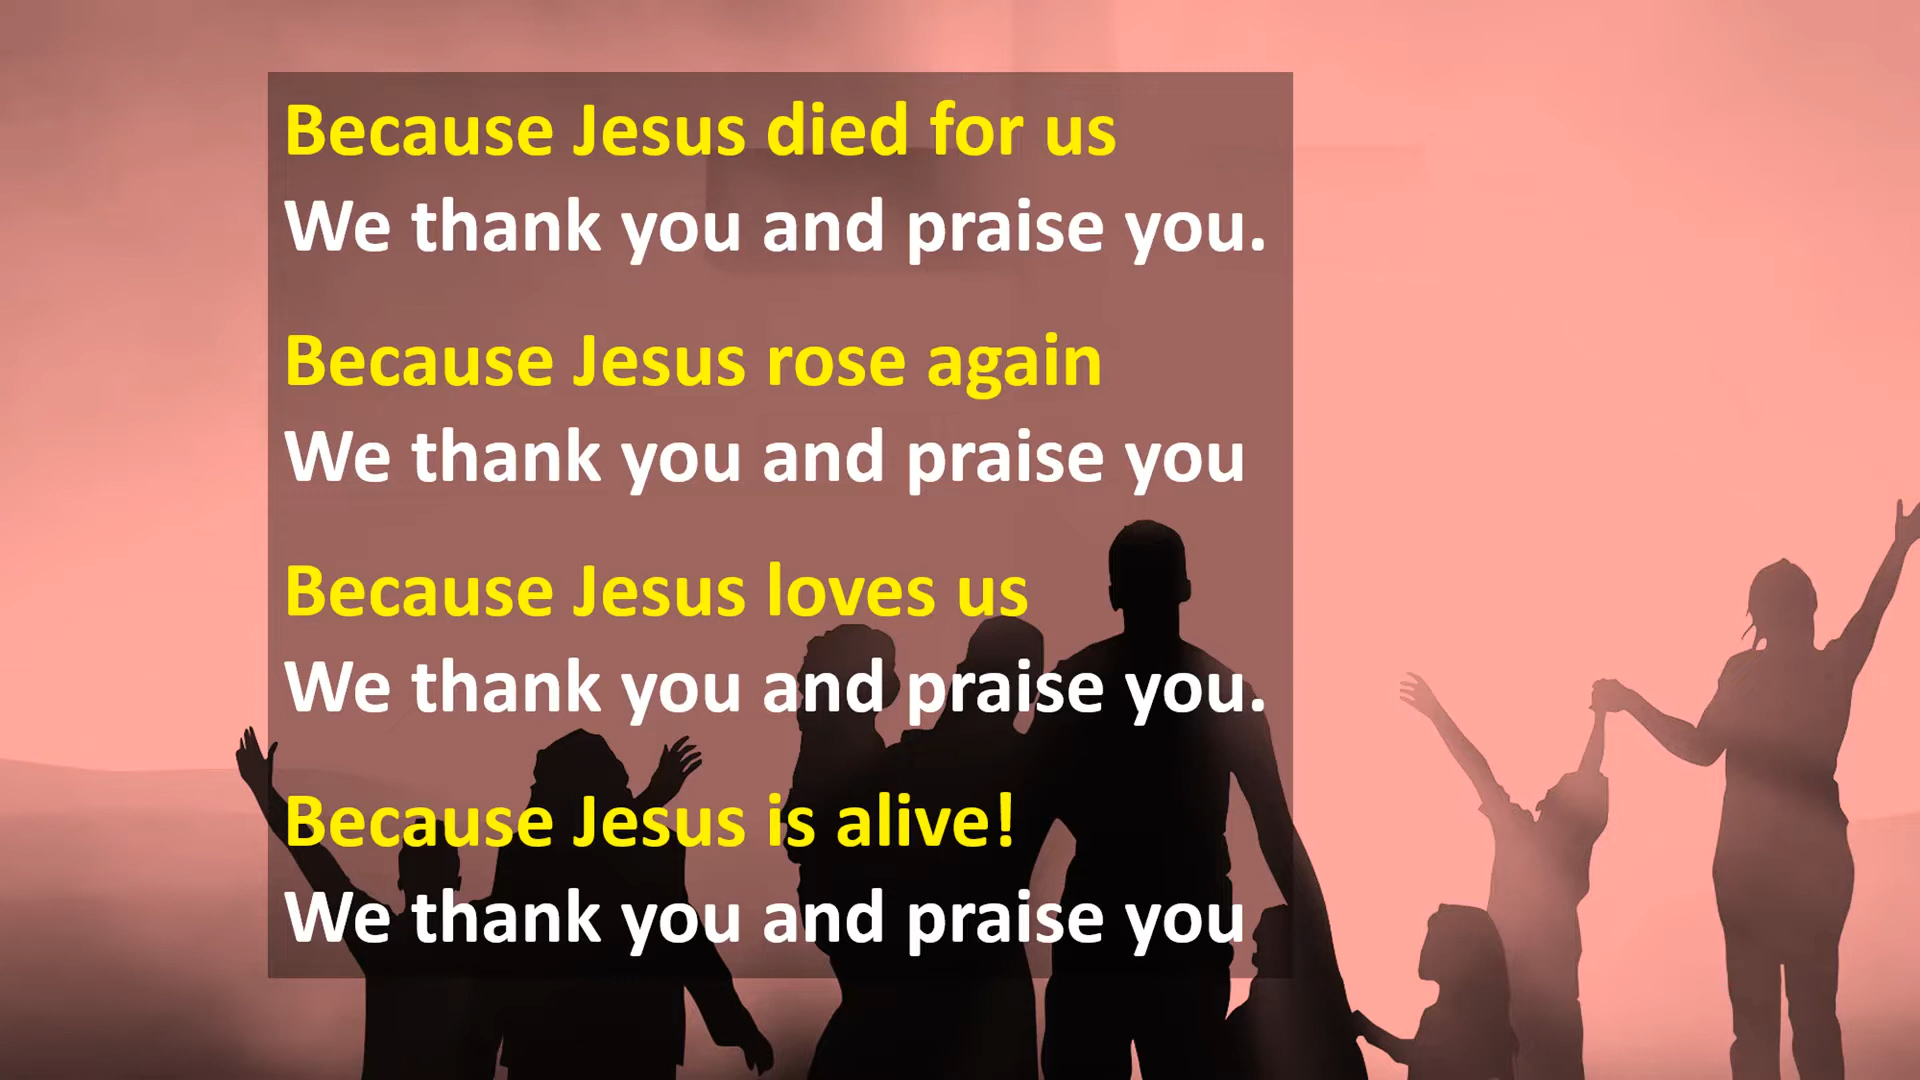 Because Jesus died for us
We thank you and praise you.
Because Jesus rose again
We thank you and praise you
Because Jesus loves us
We thank you and praise you.
Because Jesus is alive!
We thank you and praise you